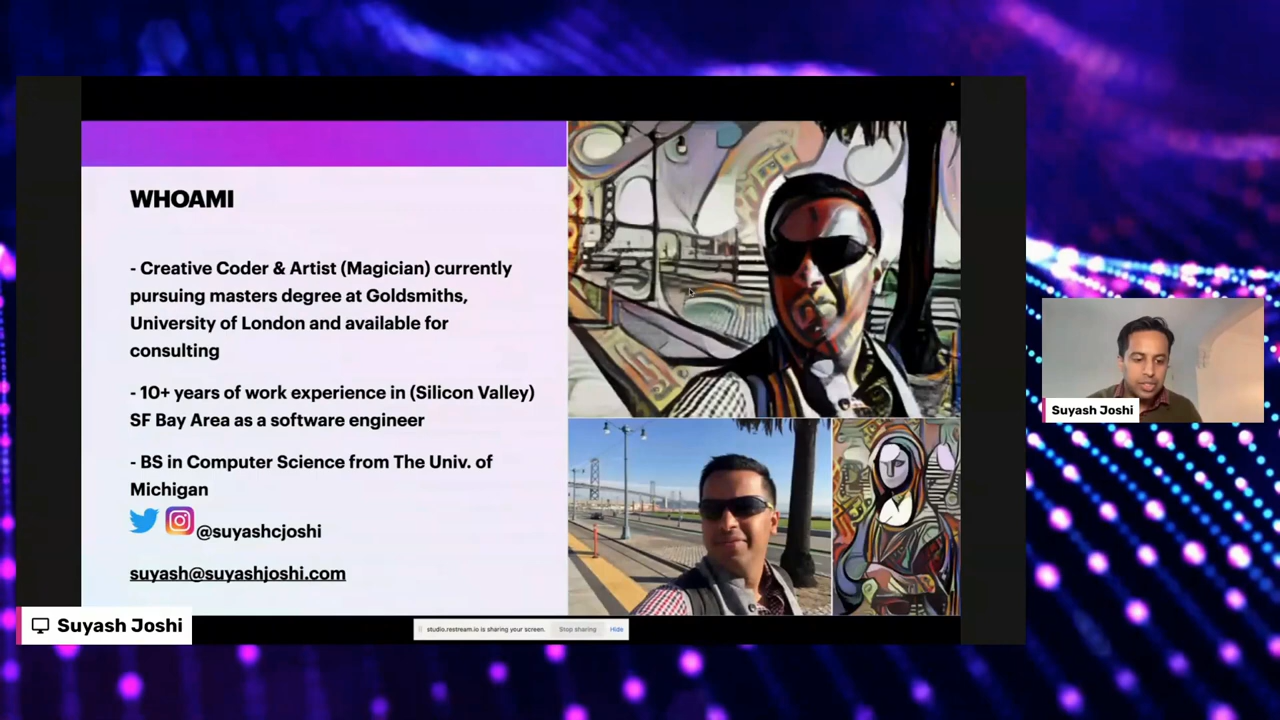 WHOAMI
- Creative Coder & Artist (Magician) currently
pursuing masters degree at Goldsmiths,
University of London and available for
consulting
- 10+ years of work experience in (Silicon Valley)
SF Bay Area as a software engineer
- BS in Computer Science from The Univ. of
Michigan
@suyashcjoshi
suyash@suyashjoshi.com
Suyash Joshi
studio.restream.io is sharing your screen. Stop sharing Hide
Suyash Joshi